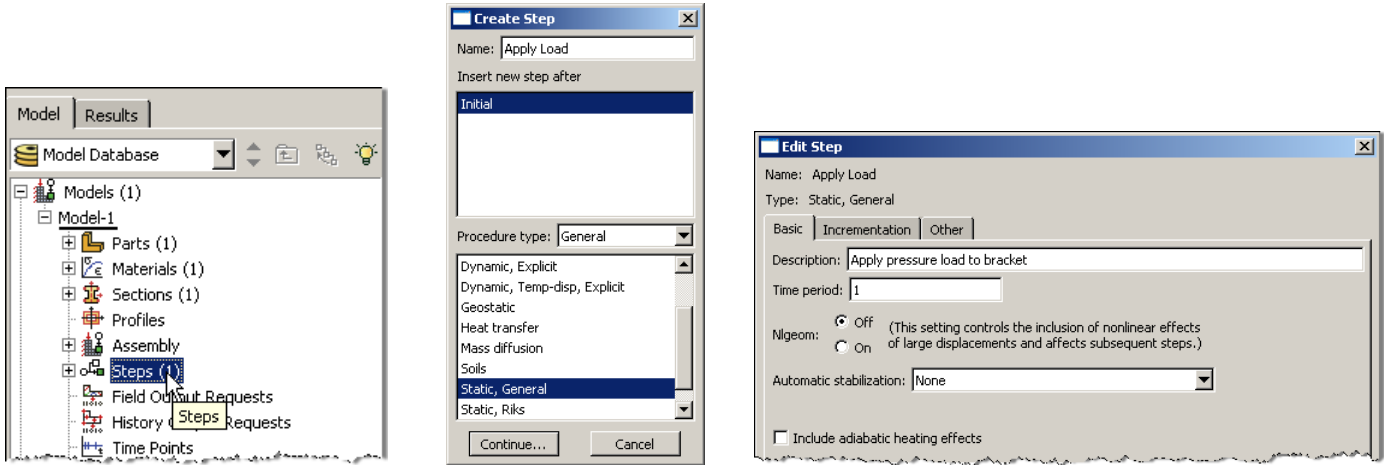 Model Results
Model Database
Models (1)
Model-1
Parts (1)
Materials (1)
Sections (1)
Profiles
Assembly
Steps (1)
Field Output Requests
Steps
History Requests
Time Points
Create Step
Name: Apply Load
Insert new step after
Initial
Procedure type: General
Dynamic, Explicit
Dynamic, Temp-disp, Explicit
Geostatic
Heat transfer
Mass diffusion
Soils
Static, General
Static, Riks
Continue... Cancel
Edit Step
Name: Apply Load
Type: Static, General
Basic Incrementation Other
Description: Apply pressure load to bracket
Time period: 1
Nlgeom:
Off
On
(This setting controls the inclusion of nonlinear effects
of large displacements and affects subsequent steps.)
Automatic stabilization: None
Include adiabatic heating effects